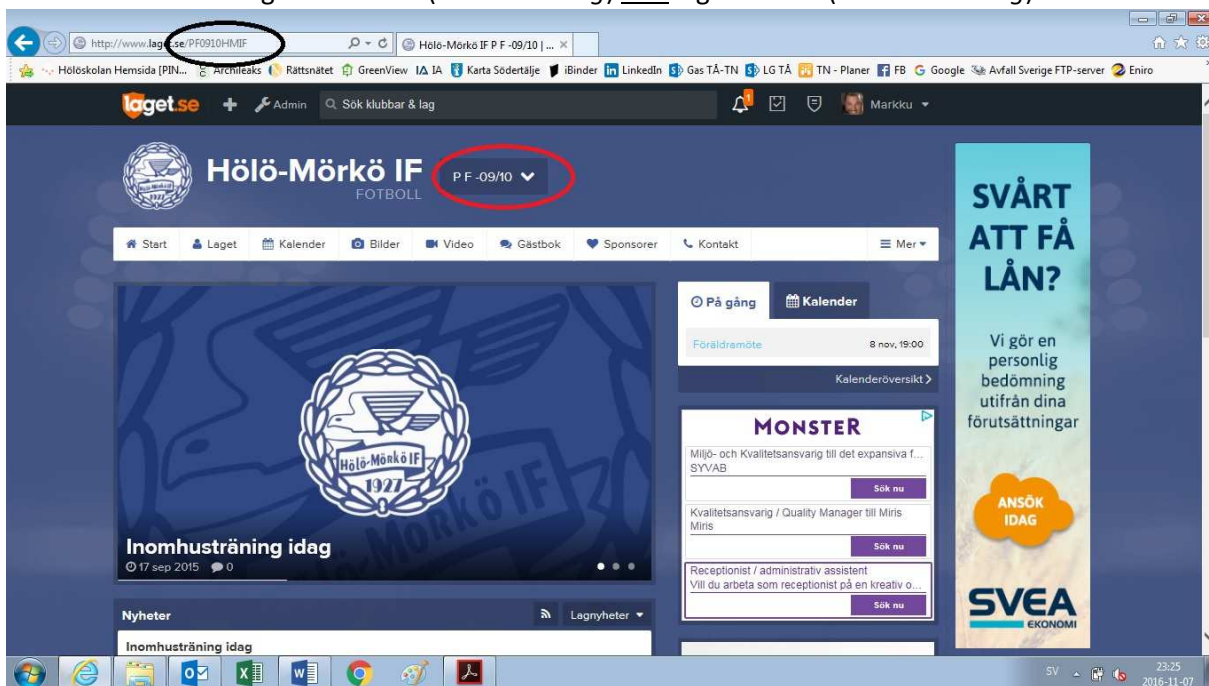 http://www.laget.se/PF0910HMIF
Hölö-Mörkö IF P F -09/10 | ...
Hölöskolan Hemsida [PIN... Archileaks Rättsnätet GreenView IA Karta Södertälje iBinder LinkedIn Gas TÅ-TN LG TÅ TN - Planer FB Google Avfall Sverige FTP-server Eniro
laget.se Admin Sök klubbar & lag 1 Markku
Hölö-Mörkö IF P F -09/10
FOTBOLL
Start Laget Kalender Bilder Video Gästbok Sponsorer Kontakt Mer
På gång Kalender
Föräldramöte 8 nov, 19:00
Kalenderöversikt
Hölö-Mörkö IF
1927
Inomhusträning idag
17 sep 2015 0
Nyheter Lagnyheter
Inomhusträning idag
MONSTER
Miljö- och Kvalitetsansvarig till det expansiva f...
SYVAB
Sök nu
Kvalitetsansvarig / Quality Manager till Miris
Miris
Sök nu
Receptionist / administrativ assistent
Vill du arbeta som receptionist på en kreativ o...
Sök nu
SVÅRT
ATT FÅ
LÅN?
Vi gör en
personlig
bedömning
utifrån dina
förutsättningar
ANSÖK
IDAG
SVEA
EKONOMI
SV 23:25
2016-11-07